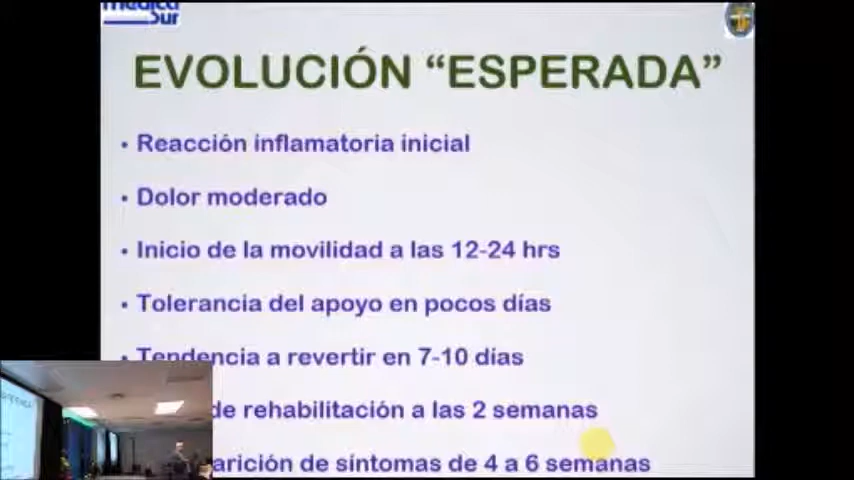 médica
Sur
EVOLUCIÓN “ESPERADA”
• Reacción inflamatoria inicial
• Dolor moderado
• Inicio de la movilidad a las 12-24 hrs
• Tolerancia del apoyo en pocos días
• Tendencia a revertir en 7-10 días
de rehabilitación a las 2 semanas
arición de síntomas de 4 a 6 semanas